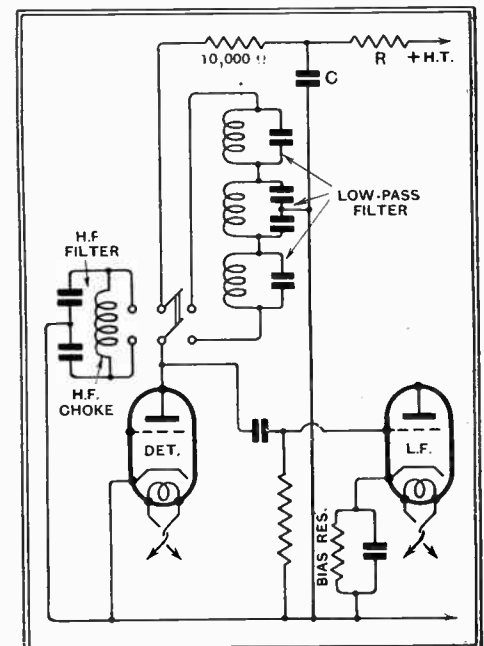 10,000 Ω
R
+H.T.
C
LOW-PASS
FILTER
H.F.
FILTER
H.F.
CHOKE
DET.
L.F.
BIAS RES.